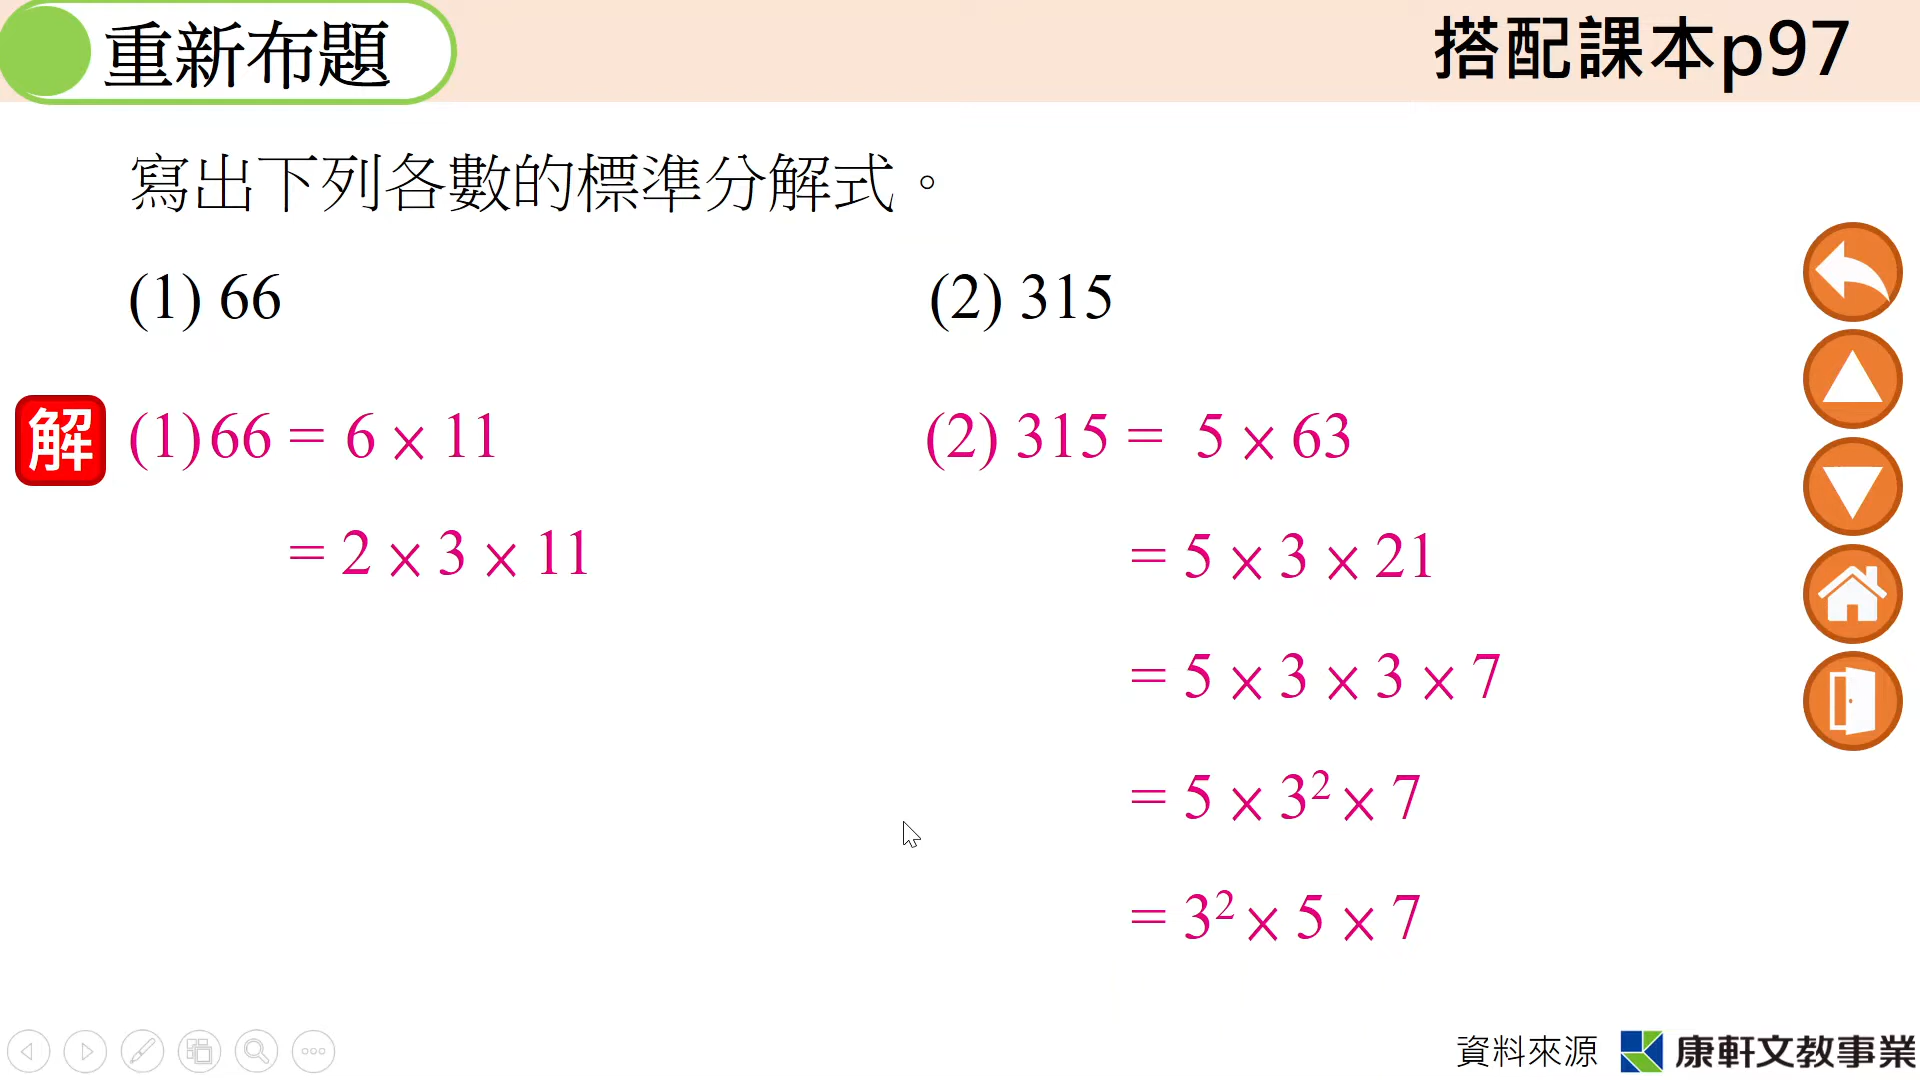 重新布題
搭配課本p97
寫出下列各數的標準分解式。
(1) 66
(2) 315
解
(1) 66 = 6 × 11
= 2 × 3 × 11
(2) 315 = 5 × 63
= 5 × 3 × 21
= 5 × 3 × 3 × 7
= 5 × 3² × 7
= 3² × 5 × 7
資料來源 康軒文教事業